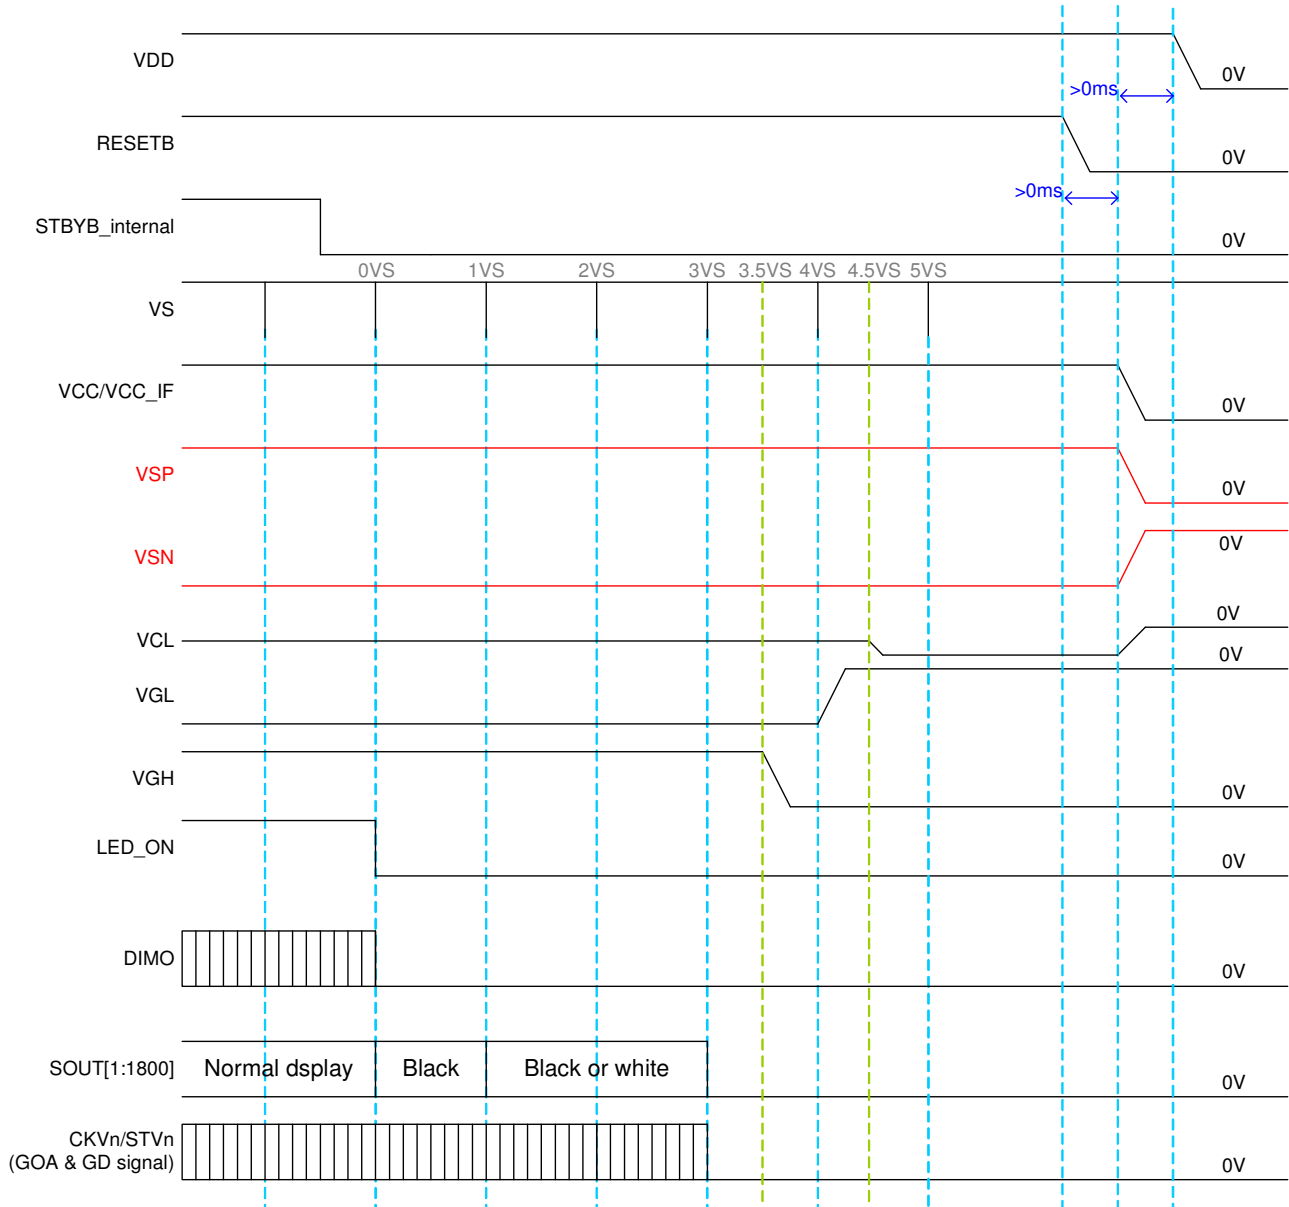 VDD
0V
>0ms
RESETB
0V
>0ms
STBYB_internal
0V
0VS 1VS 2VS 3VS 3.5VS 4VS 4.5VS 5VS
VS
VCC/VCC_IF
0V
VSP
0V
VSN
0V
0V
VCL
0V
VGL
VGH
0V
LED_ON
0V
DIMO
0V
SOUT[1:1800] Normal dsplay Black Black or white
0V
CKVn/STVn
(GOA & GD signal)
0V